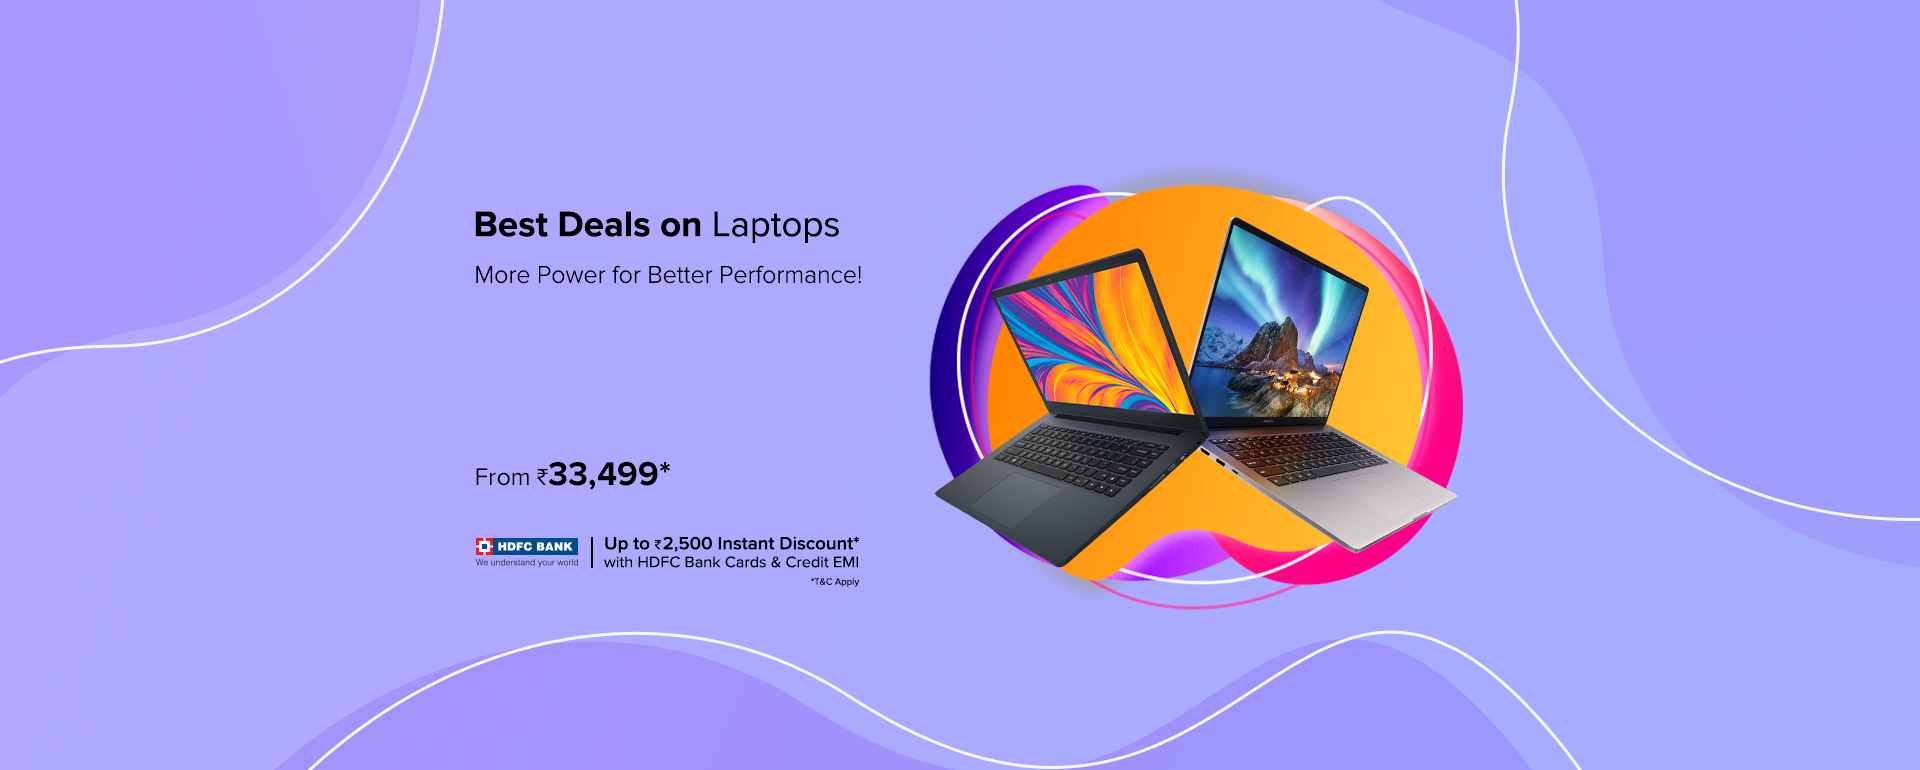 Best Deals on Laptops
More Power for Better Performance!
From ₹33,499*
HDFC BANK
We understand your world
Up to ₹2,500 Instant Discount*
with HDFC Bank Cards & Credit EMI
*T&C Apply